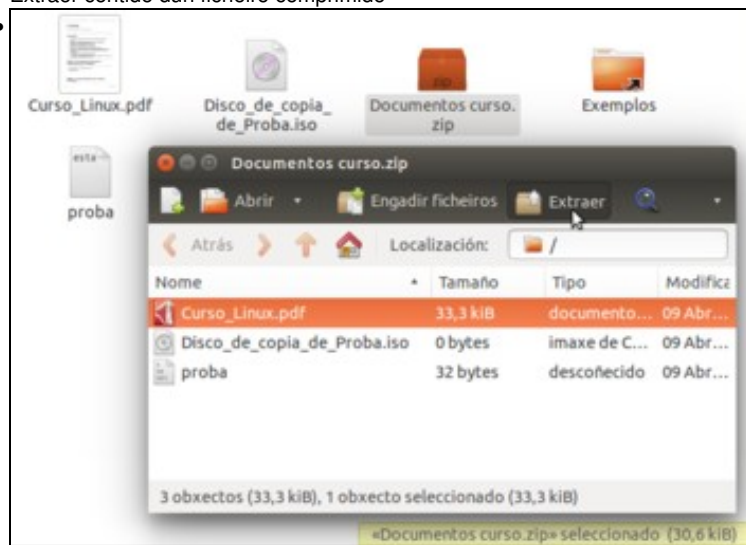 Extraer contido dun ficheiro comprimido
Curso_Linux.pdf
Disco_de_copia_
de_Proba.iso
Documentos curso.
zip
Exemplos
esta
proba
Documentos curso.zip
Abrir
Engadir ficheiros
Extraer
Atrás
Localización:
/
Nome Tamaño Tipo Modifica
Curso_Linux.pdf 33,3 kiB documento... 09 Abr...
Disco_de_copia_de_Proba.iso 0 bytes imaxe de C... 09 Abr...
proba 32 bytes descoñecido 09 Abr...
3 obxectos (33,3 kiB), 1 obxecto seleccionado (33,3 kiB)
«Documentos curso.zip» seleccionado (30,6 kiB)